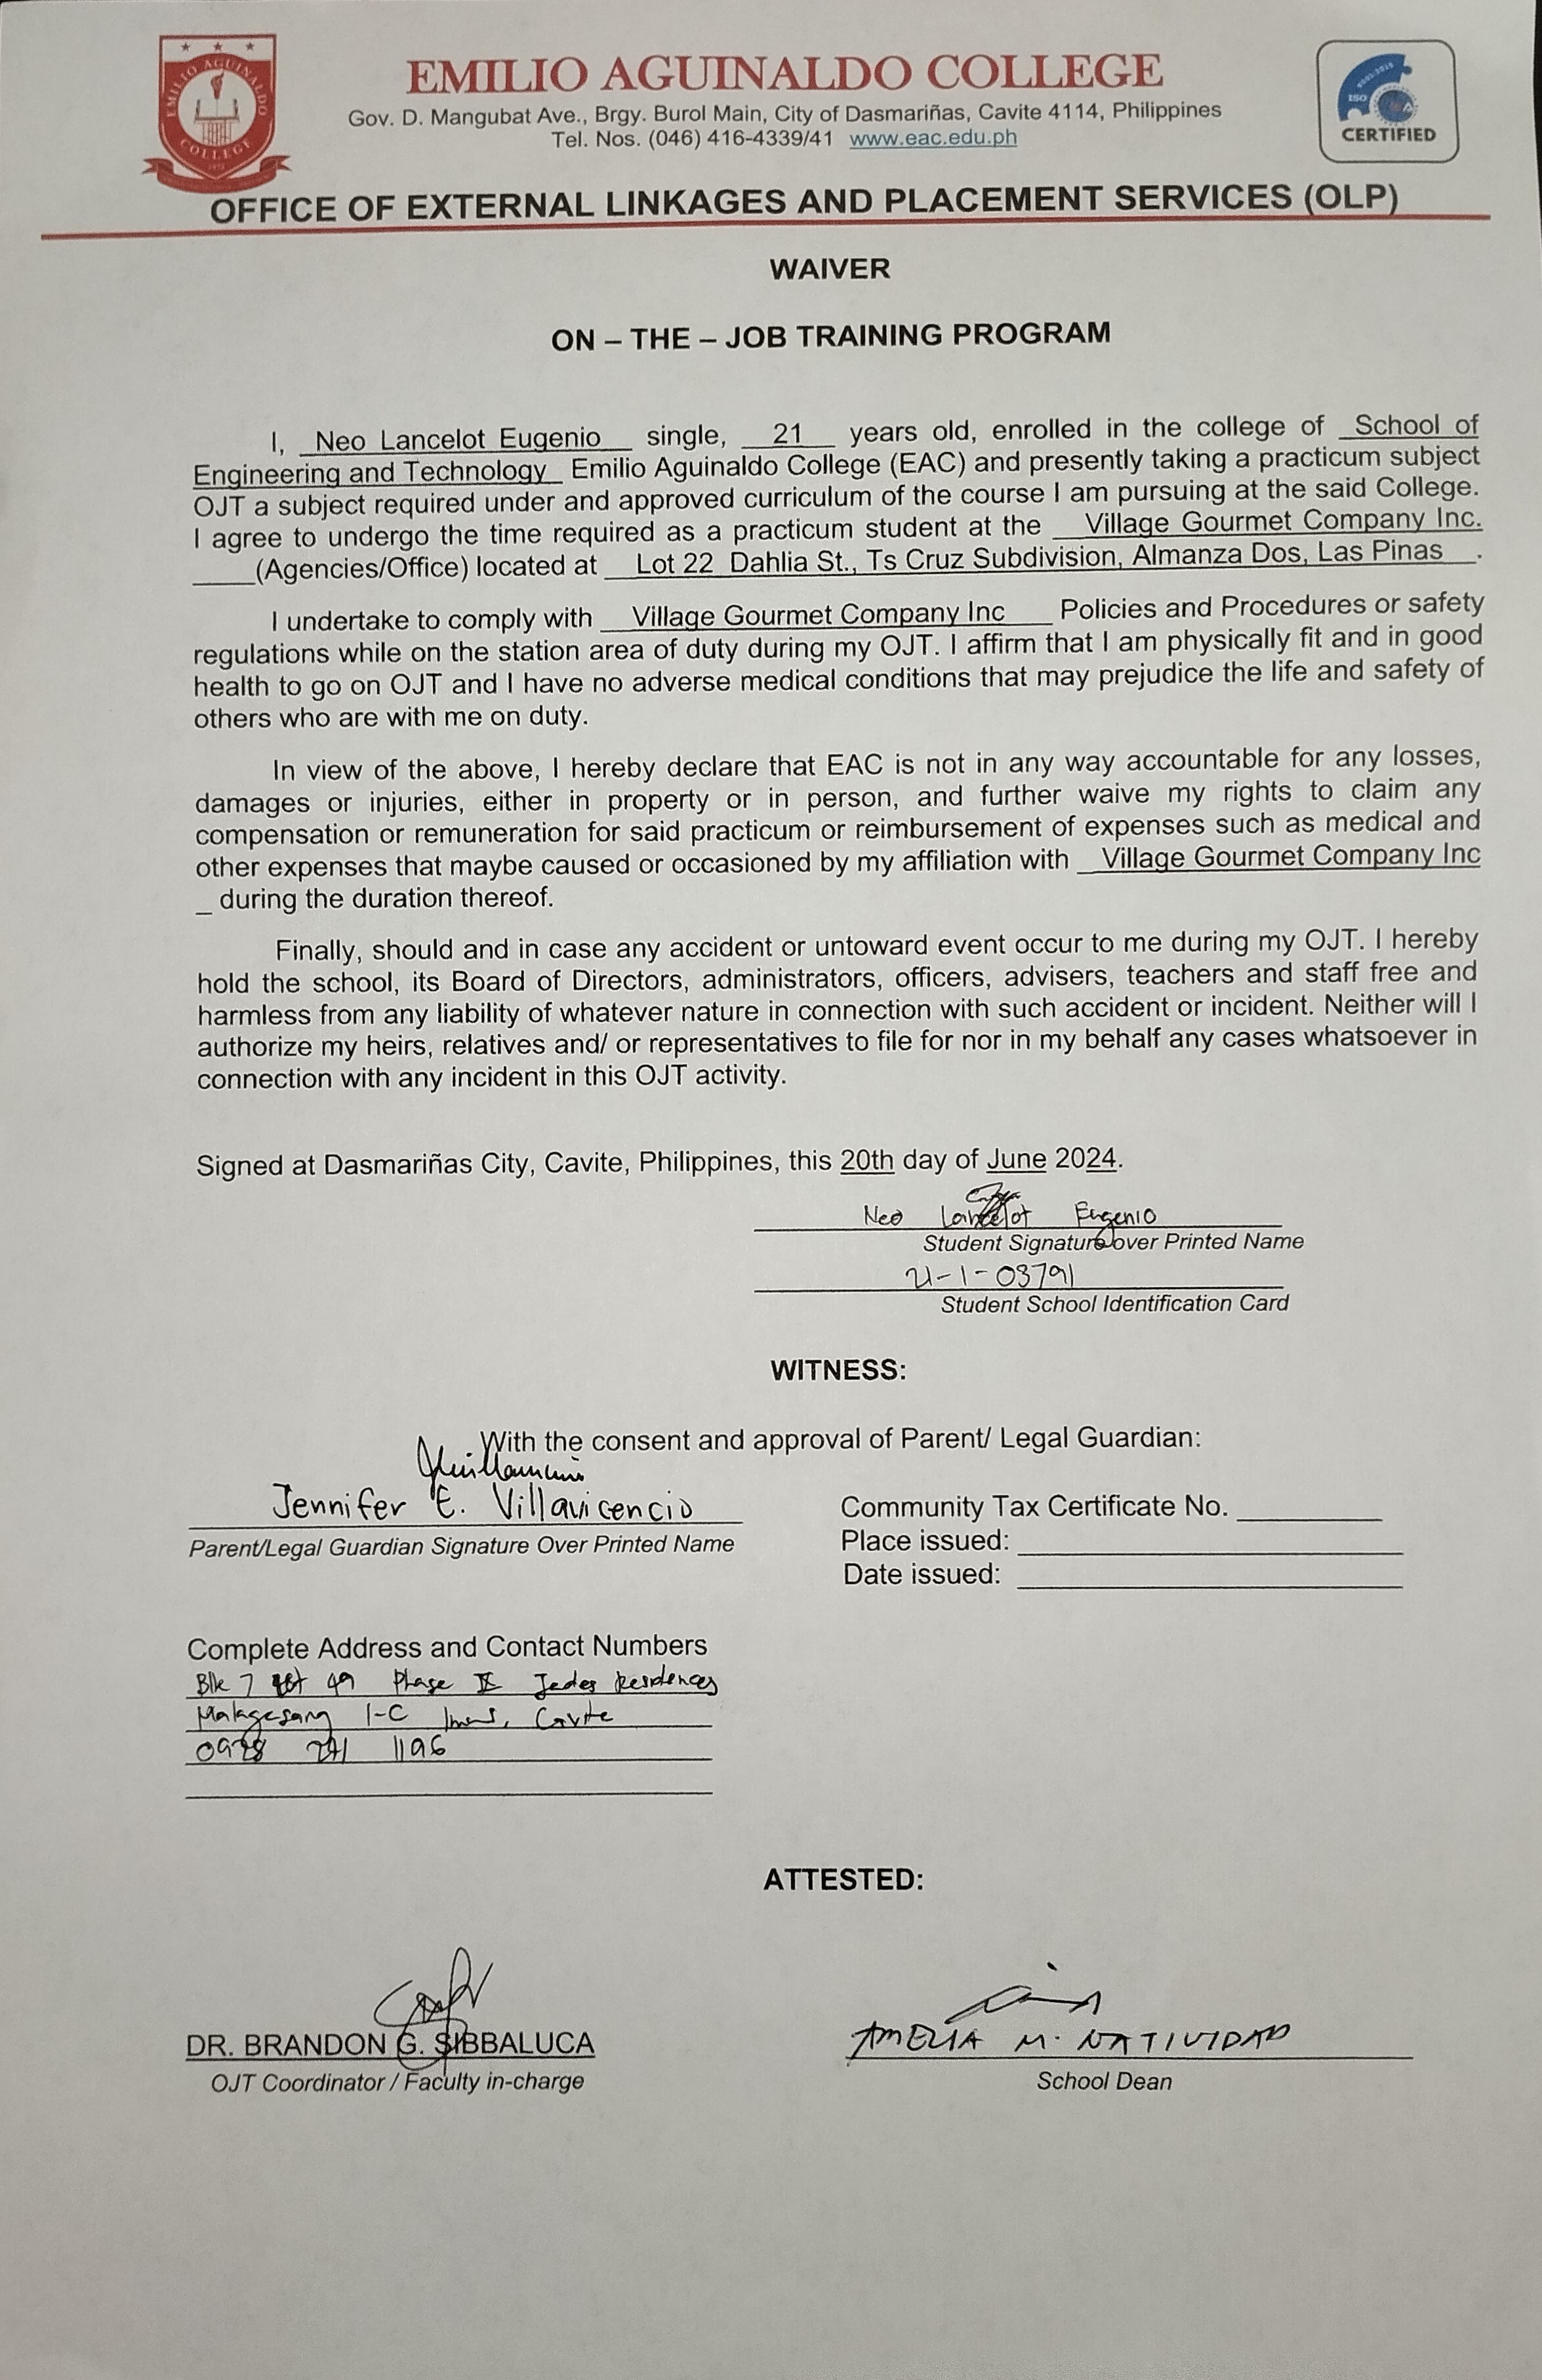 EMILIO AGUINALDO COLLEGE
Gov. D. Mangubat Ave., Brgy. Burol Main, City of Dasmariñas, Cavite 4114, Philippines
Tel. Nos. (046) 416-4339/41 www.eac.edu.ph
EMILIO AGUINALDO
COLLEGE
ISO
CERTIFIED
OFFICE OF EXTERNAL LINKAGES AND PLACEMENT SERVICES (OLP)
WAIVER
ON – THE – JOB TRAINING PROGRAM
I, Neo Lancelot Eugenio single, 21 years old, enrolled in the college of School of
Engineering and Technology Emilio Aguinaldo College (EAC) and presently taking a practicum subject
OJT a subject required under and approved curriculum of the course I am pursuing at the said College.
I agree to undergo the time required as a practicum student at the Village Gourmet Company Inc.
____(Agencies/Office) located at Lot 22 Dahlia St., Ts Cruz Subdivision, Almanza Dos, Las Pinas .
I undertake to comply with Village Gourmet Company Inc Policies and Procedures or safety
regulations while on the station area of duty during my OJT. I affirm that I am physically fit and in good
health to go on OJT and I have no adverse medical conditions that may prejudice the life and safety of
others who are with me on duty.
In view of the above, I hereby declare that EAC is not in any way accountable for any losses,
damages or injuries, either in property or in person, and further waive my rights to claim any
compensation or remuneration for said practicum or reimbursement of expenses such as medical and
other expenses that maybe caused or occasioned by my affiliation with Village Gourmet Company Inc
_ during the duration thereof.
Finally, should and in case any accident or untoward event occur to me during my OJT. I hereby
hold the school, its Board of Directors, administrators, officers, advisers, teachers and staff free and
harmless from any liability of whatever nature in connection with such accident or incident. Neither will I
authorize my heirs, relatives and/ or representatives to file for nor in my behalf any cases whatsoever in
connection with any incident in this OJT activity.
Signed at Dasmariñas City, Cavite, Philippines, this 20th day of June 2024.
Neo Lancelot Eugenio
Student Signature over Printed Name
21-1-03791
Student School Identification Card
WITNESS:
With the consent and approval of Parent/ Legal Guardian:
Jennifer E. Villavicencio
Parent/Legal Guardian Signature Over Printed Name
Community Tax Certificate No. ________
Place issued: ________
Date issued: ________
Complete Address and Contact Numbers
Blk 7 49 Phase Jades Residences
Malagasang 1-C Imus, Cavite
1196
ATTESTED:
DR. BRANDON G. SIBBALUCA
OJT Coordinator / Faculty in-charge
AMELIA M. NATIVIDAD
School Dean